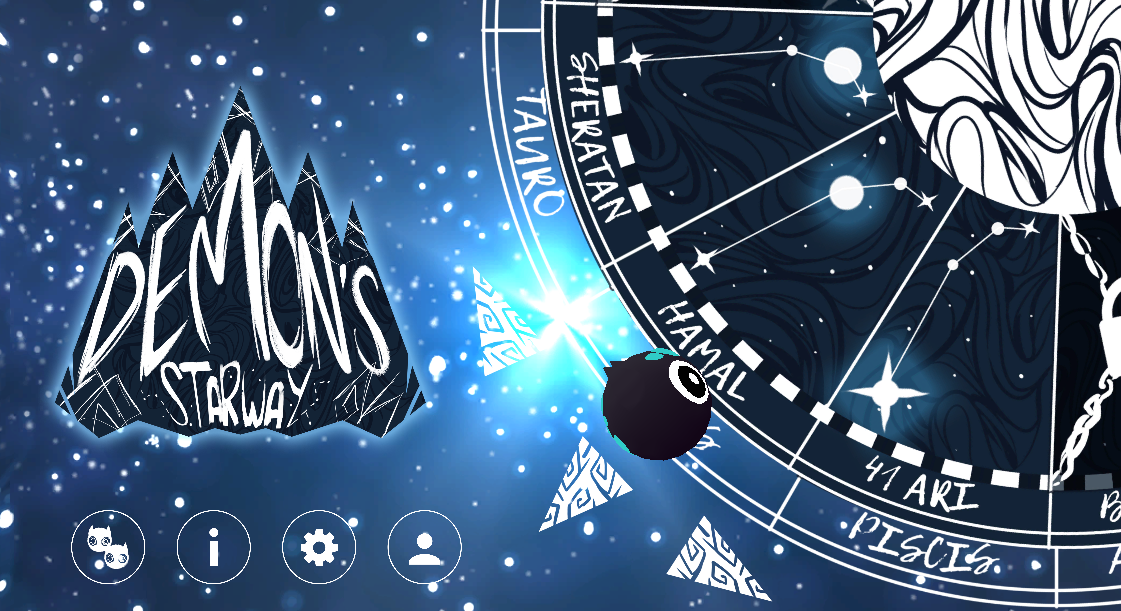 DEMON'S
STARWAY
TAURO
SHERATAN
HAMAL
41 ARI
PISCIS